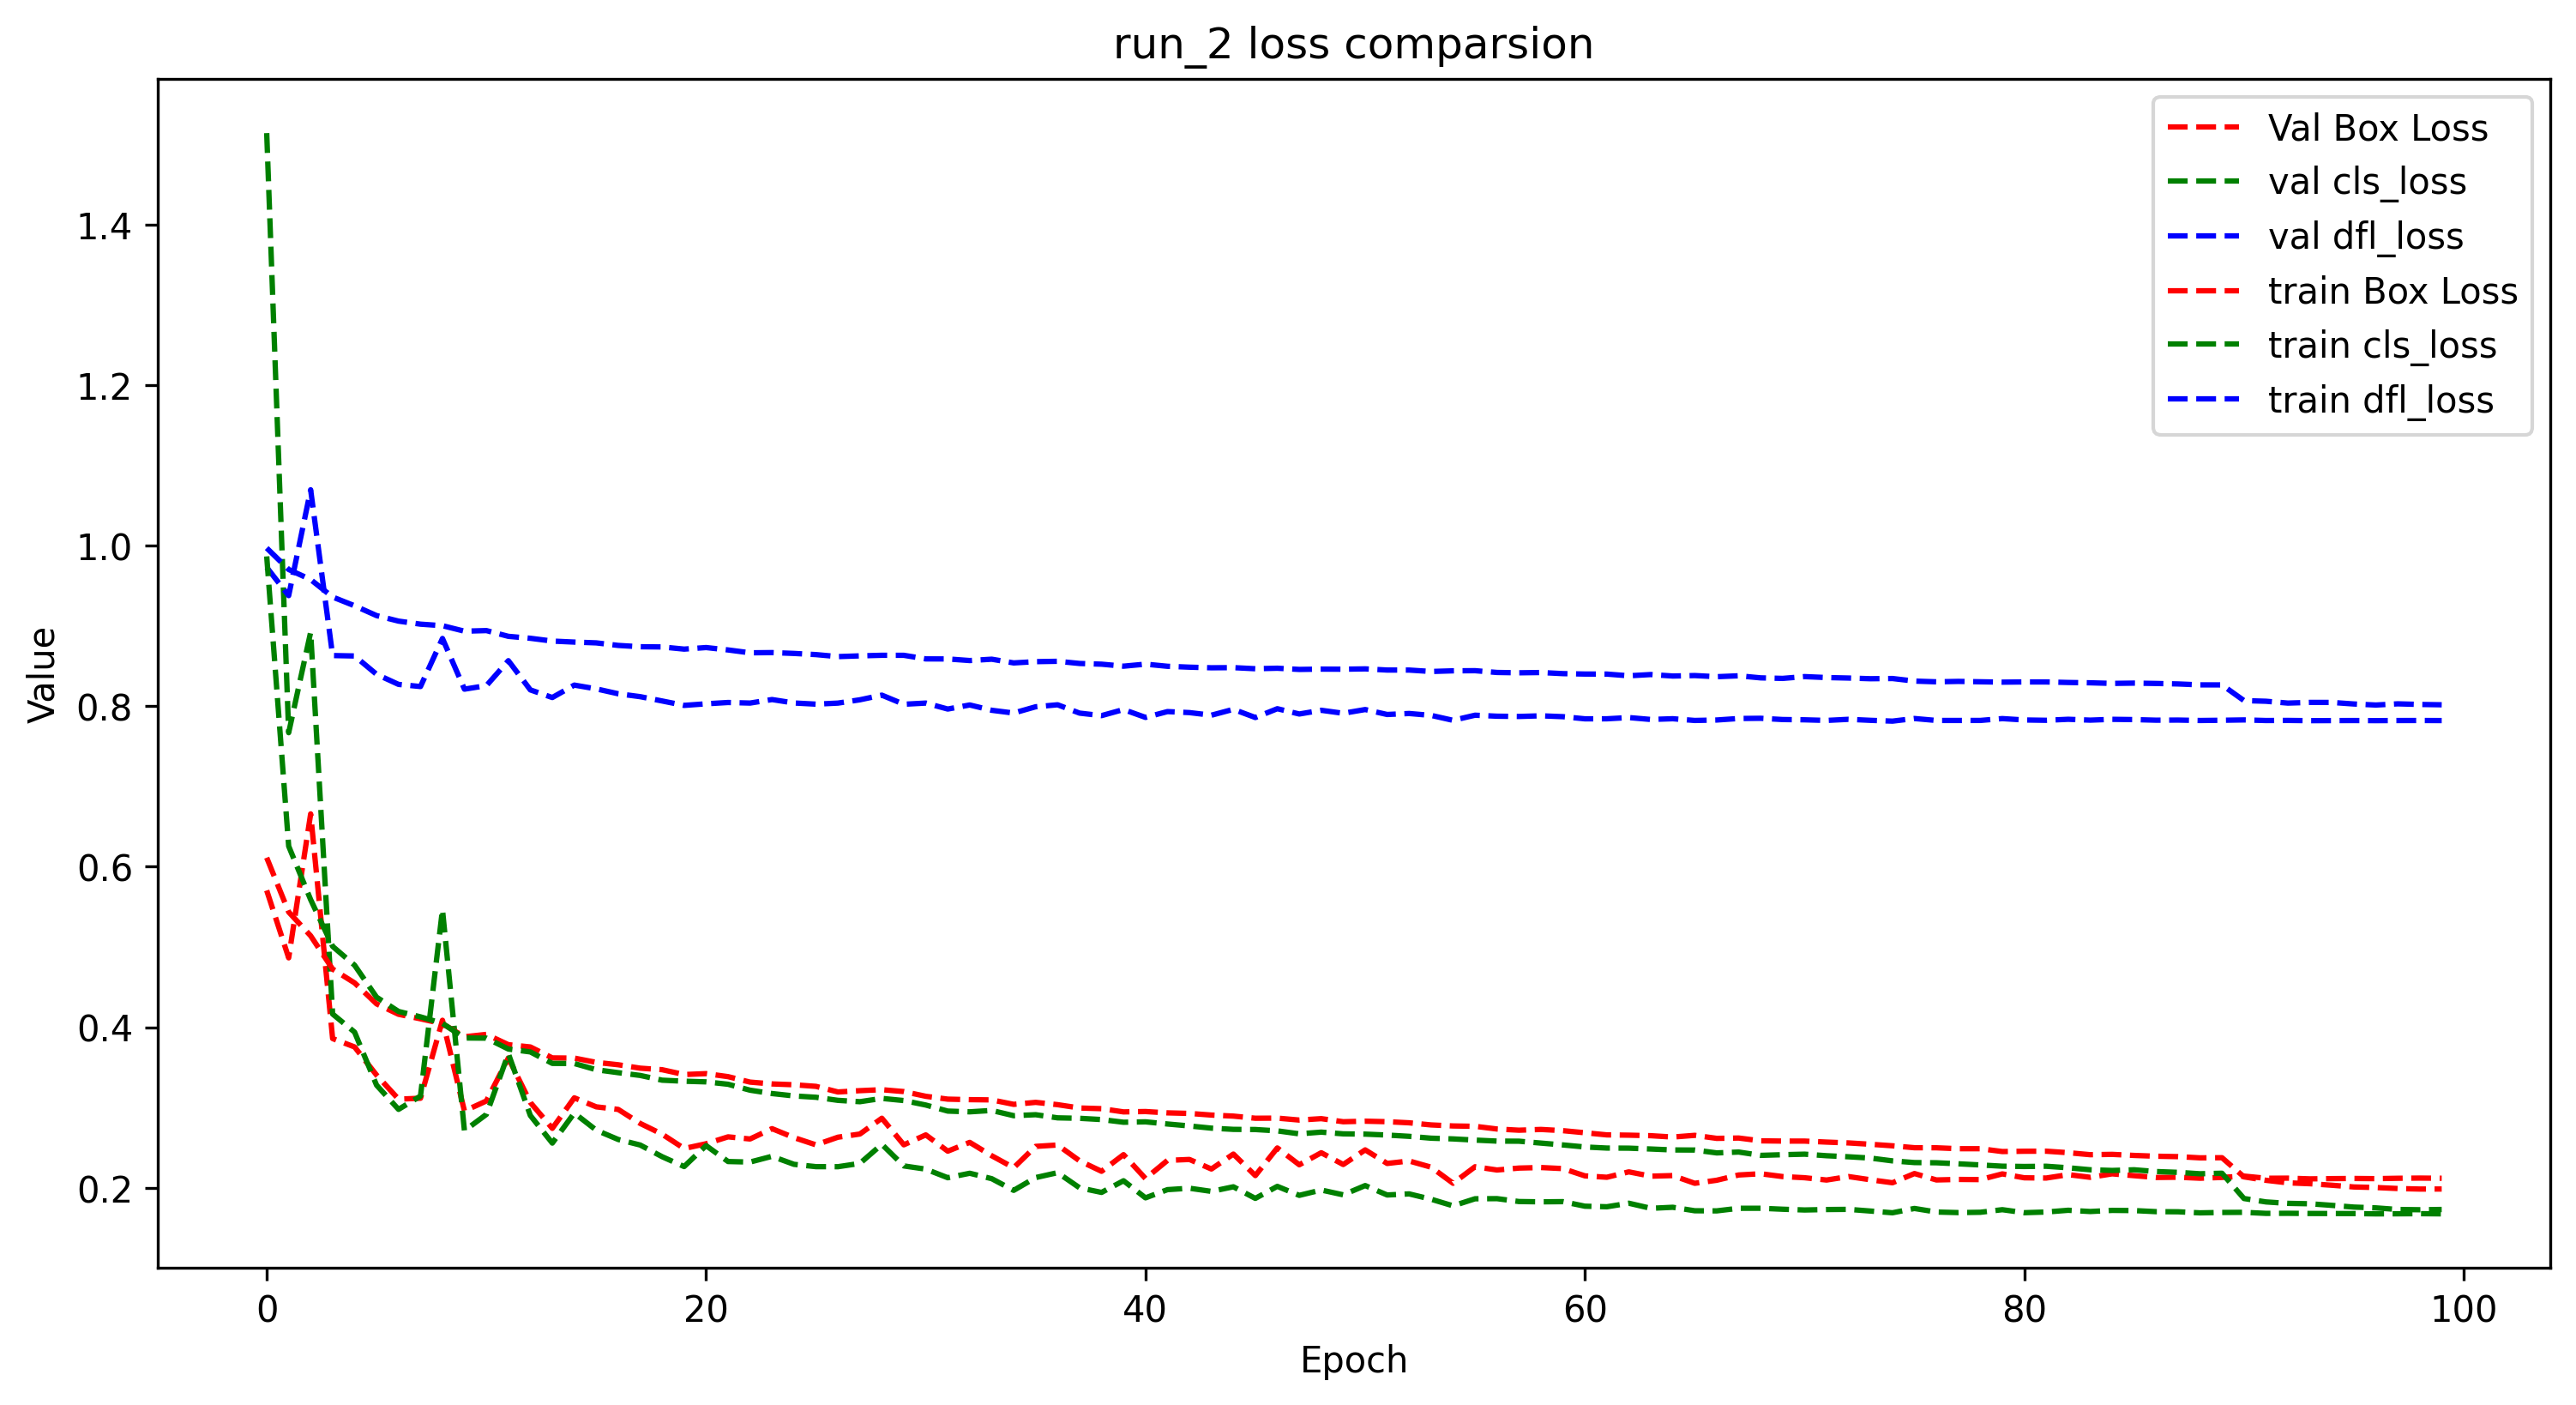 run_2 loss comparsion
Val Box Loss
val cls_loss
val dfl_loss
train Box Loss
train cls_loss
train dfl_loss
Value
1.4
1.2
1.0
0.8
0.6
0.4
0.2
0 20 40 60 80 100
Epoch